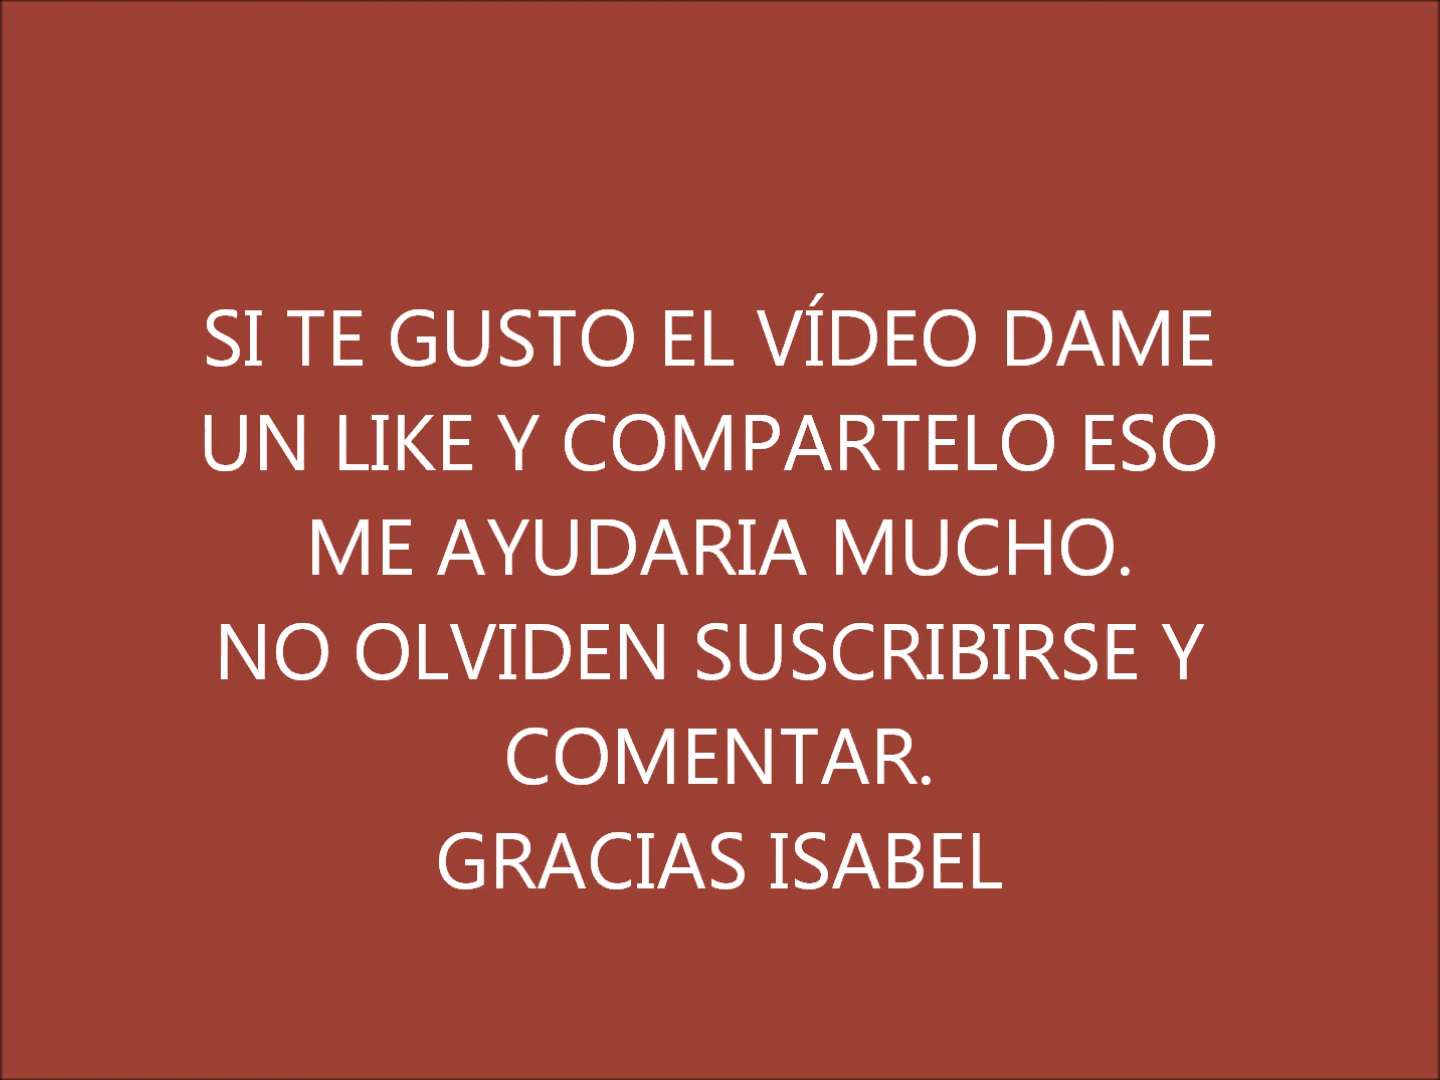 SI TE GUSTO EL VÍDEO DAME
UN LIKE Y COMPARTELO ESO
ME AYUDARIA MUCHO.
NO OLVIDEN SUSCRIBIRSE Y
COMENTAR.
GRACIAS ISABEL